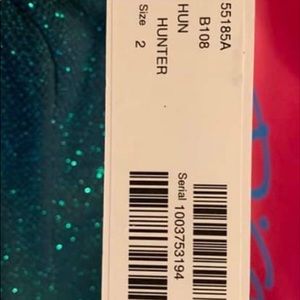 55185A
B108
HUN HUNTER
Size 2
Serial 1003753194